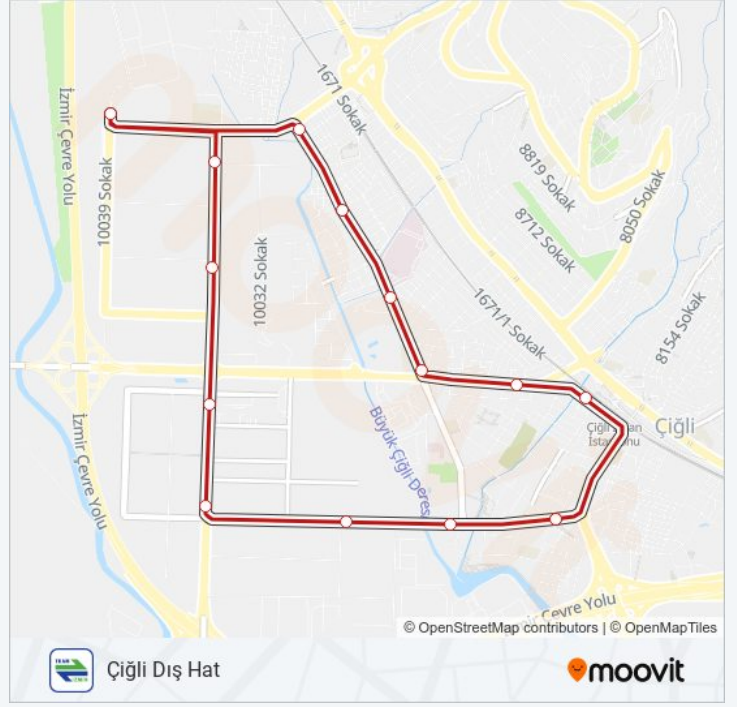 1671 Sokak
İzmir Çevre Yolu
8819 Sokak
10039 Sokak
8050 Sokak
8712 Sokak
10032 Sokak
1671/1 Sokak
8154 Sokak
Büyük Çiğli Deresi
Çiğli
İzmir Çevre Yolu
Çevre Yolu
© OpenStreetMap contributors | © OpenMapTiles
Çiğli Dış Hat
moovit